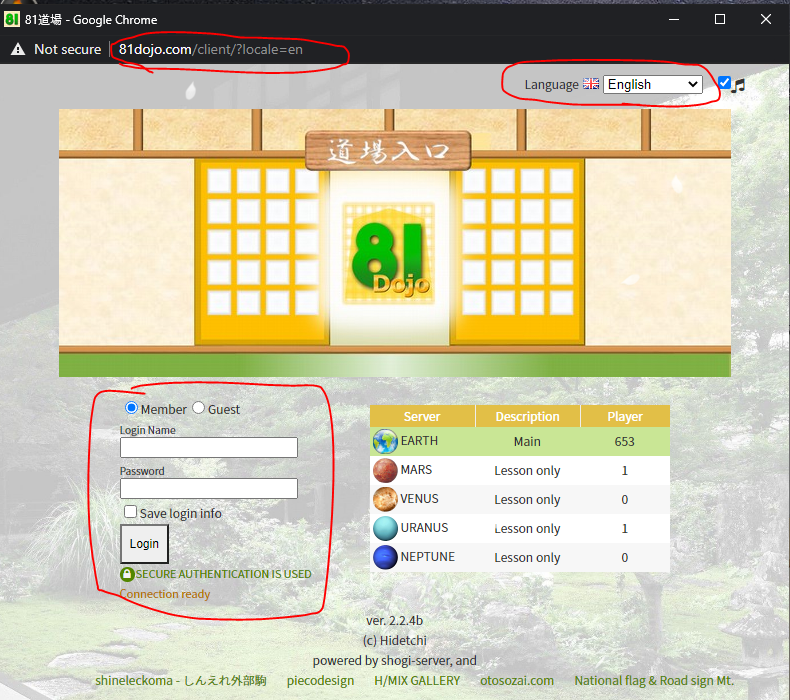 81道場 - Google Chrome
Not secure 81dojo.com/client/?locale=en
Language English
道場入口
81
Dojo
Member Guest
Login Name
Password
Save login info
Login
SECURE AUTHENTICATION IS USED
Connection ready
Server Description Player
EARTH Main 653
MARS Lesson only 1
VENUS Lesson only 0
URANUS Lesson only 1
NEPTUNE Lesson only 0
ver. 2.2.4b
(c) Hidetchi
powered by shogi-server, and
shineleckoma - しんえれ外部駒 piecodesign H/MIX GALLERY otosozai.com National flag & Road sign Mt.